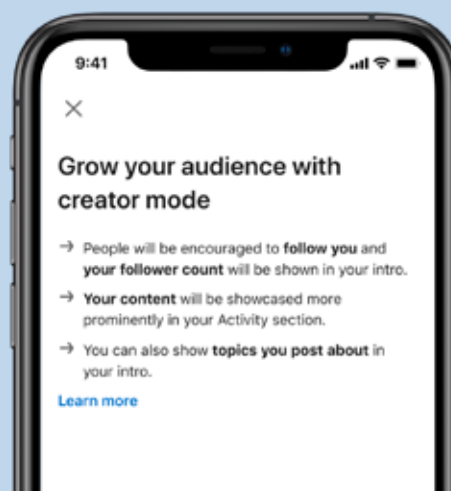 9:41
Grow your audience with
creator mode
→ People will be encouraged to follow you and
your follower count will be shown in your intro.
→ Your content will be showcased more
prominently in your Activity section.
→ You can also show topics you post about in
your intro.
Learn more